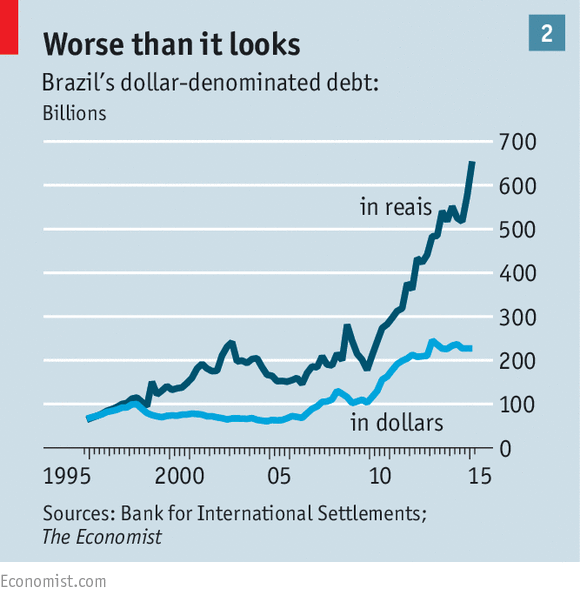 Worse than it looks
2
Brazil's dollar-denominated debt:
Billions
700
600
in reais
500
400
300
200
100
in dollars
0
1995 2000 05 10 15
Sources: Bank for International Settlements;
The Economist
Economist.com